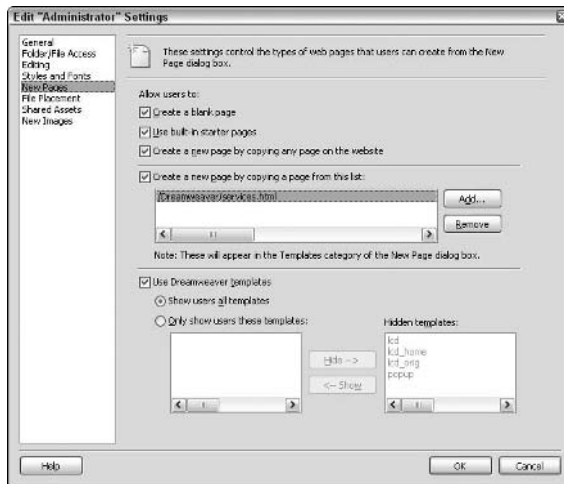 Edit "Administrator" Settings
General
Folder/File Access
Editing
Styles and Fonts
New Pages
File Placement
Shared Assets
New Images
These settings control the types of web pages that users can create from the New
Page dialog box.
Allow users to:
Create a blank page
Use built-in starter pages
Create a new page by copying any page on the website
Create a new page by copying a page from this list:
/Dreamweaver/services.html
Add...
Remove
Note: These will appear in the Templates category of the New Page dialog box.
Use Dreamweaver templates
Show users all templates
Only show users these templates:
Hidden templates:
Hide -->
<-- Show
lcd
lcd_home
lcd_orig
popup
Help
OK
Cancel